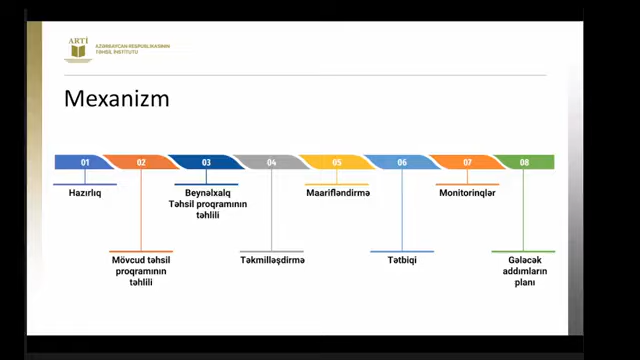 ARTİ
AZƏRBAYCAN RESPUBLİKASININ
TƏHSİL İNSTİTUTU
Mexanizm
01
02
03
04
05
06
07
08
Hazırlıq
Beynəlxalq
Təhsil proqramının
təhlili
Maarifləndirmə
Monitorinqlər
Mövcud təhsil
proqramının
təhlili
Təkmilləşdirmə
Tətbiqi
Gələcək
addımların
planı